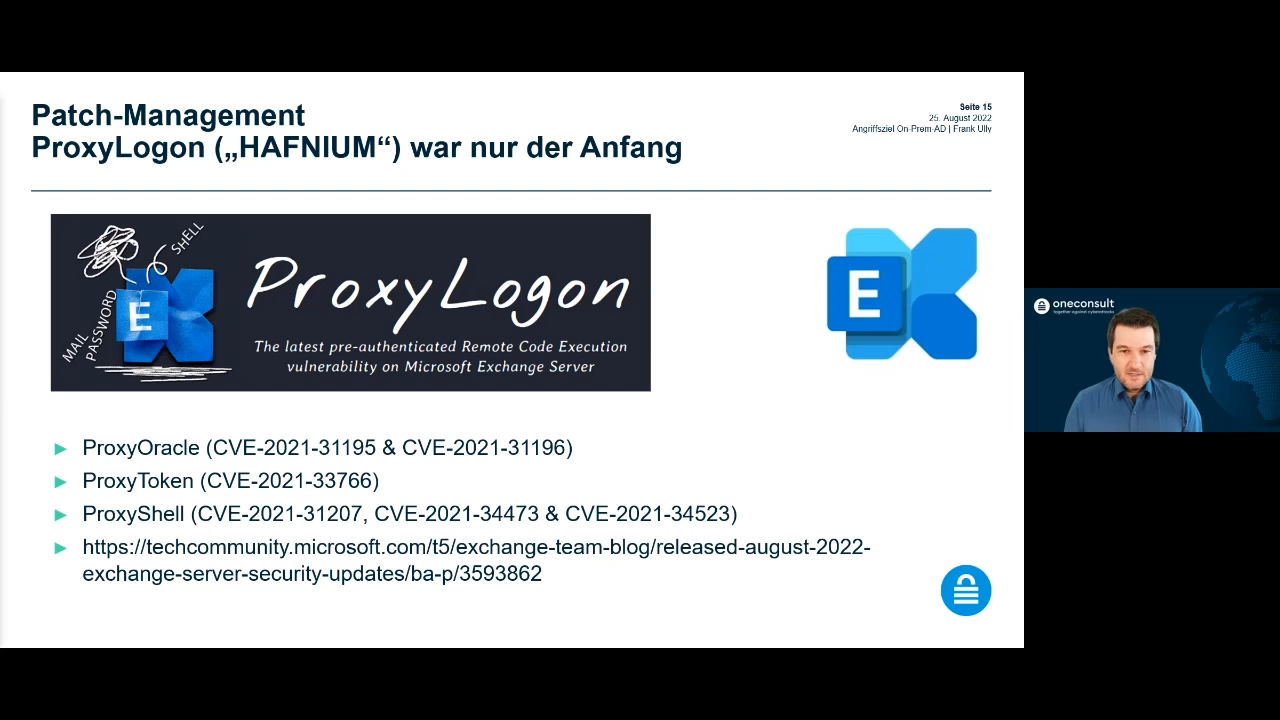 Patch-Management
ProxyLogon („HAFNIUM“) war nur der Anfang
Seite 15
25. August 2022
Angriffsziel On-Prem-AD | Frank Ully
SHELL
MAIL
PASSWORD
E
ProxyLogon
The latest pre-authenticated Remote Code Execution
vulnerability on Microsoft Exchange Server
E
► ProxyOracle (CVE-2021-31195 & CVE-2021-31196)
► ProxyToken (CVE-2021-33766)
► ProxyShell (CVE-2021-31207, CVE-2021-34473 & CVE-2021-34523)
► https://techcommunity.microsoft.com/t5/exchange-team-blog/released-august-2022-
exchange-server-security-updates/ba-p/3593862
oneconsult
together against cyberattacks